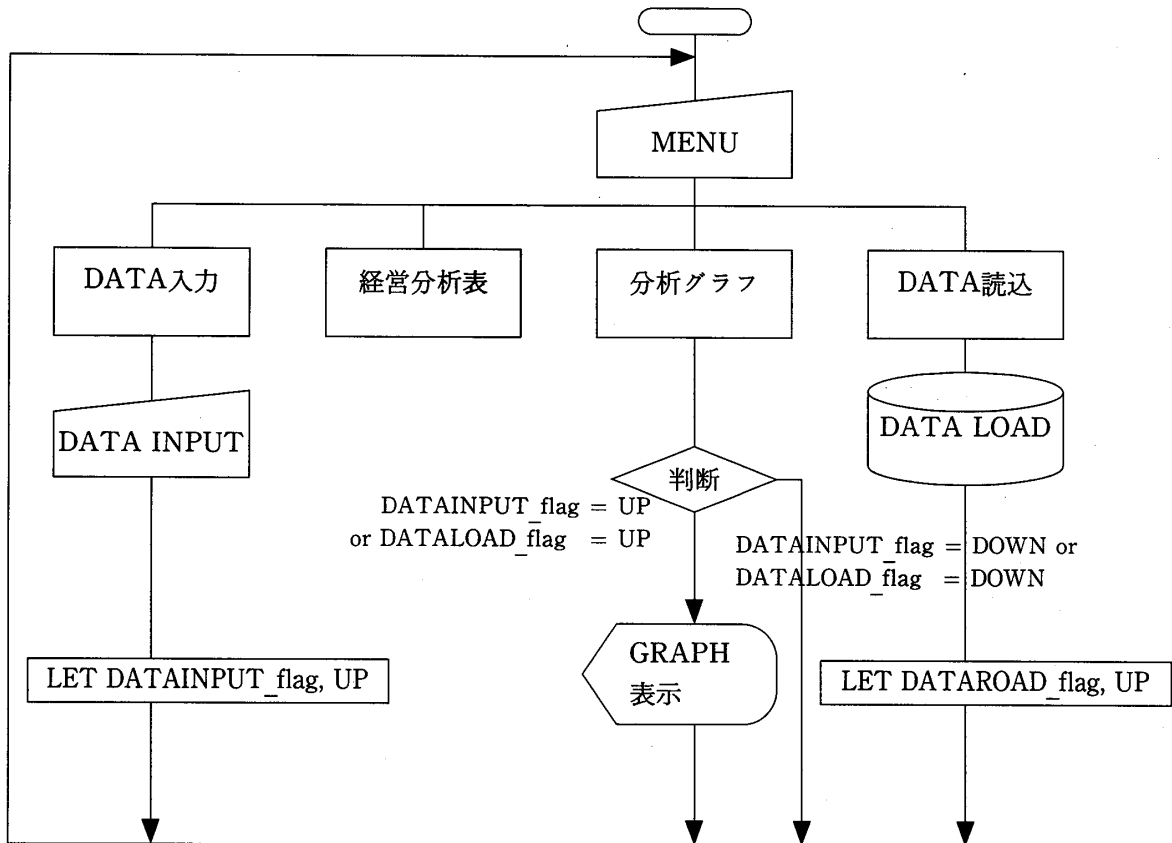 MENU
DATA入力
経営分析表
分析グラフ
DATA読込
DATA INPUT
DATA LOAD
判断
DATAINPUT_flag = UP
or DATALOAD_flag = UP
DATAINPUT_flag = DOWN or
DATALOAD_flag = DOWN
GRAPH
表示
LET DATAINPUT_flag, UP
LET DATAROAD_flag, UP